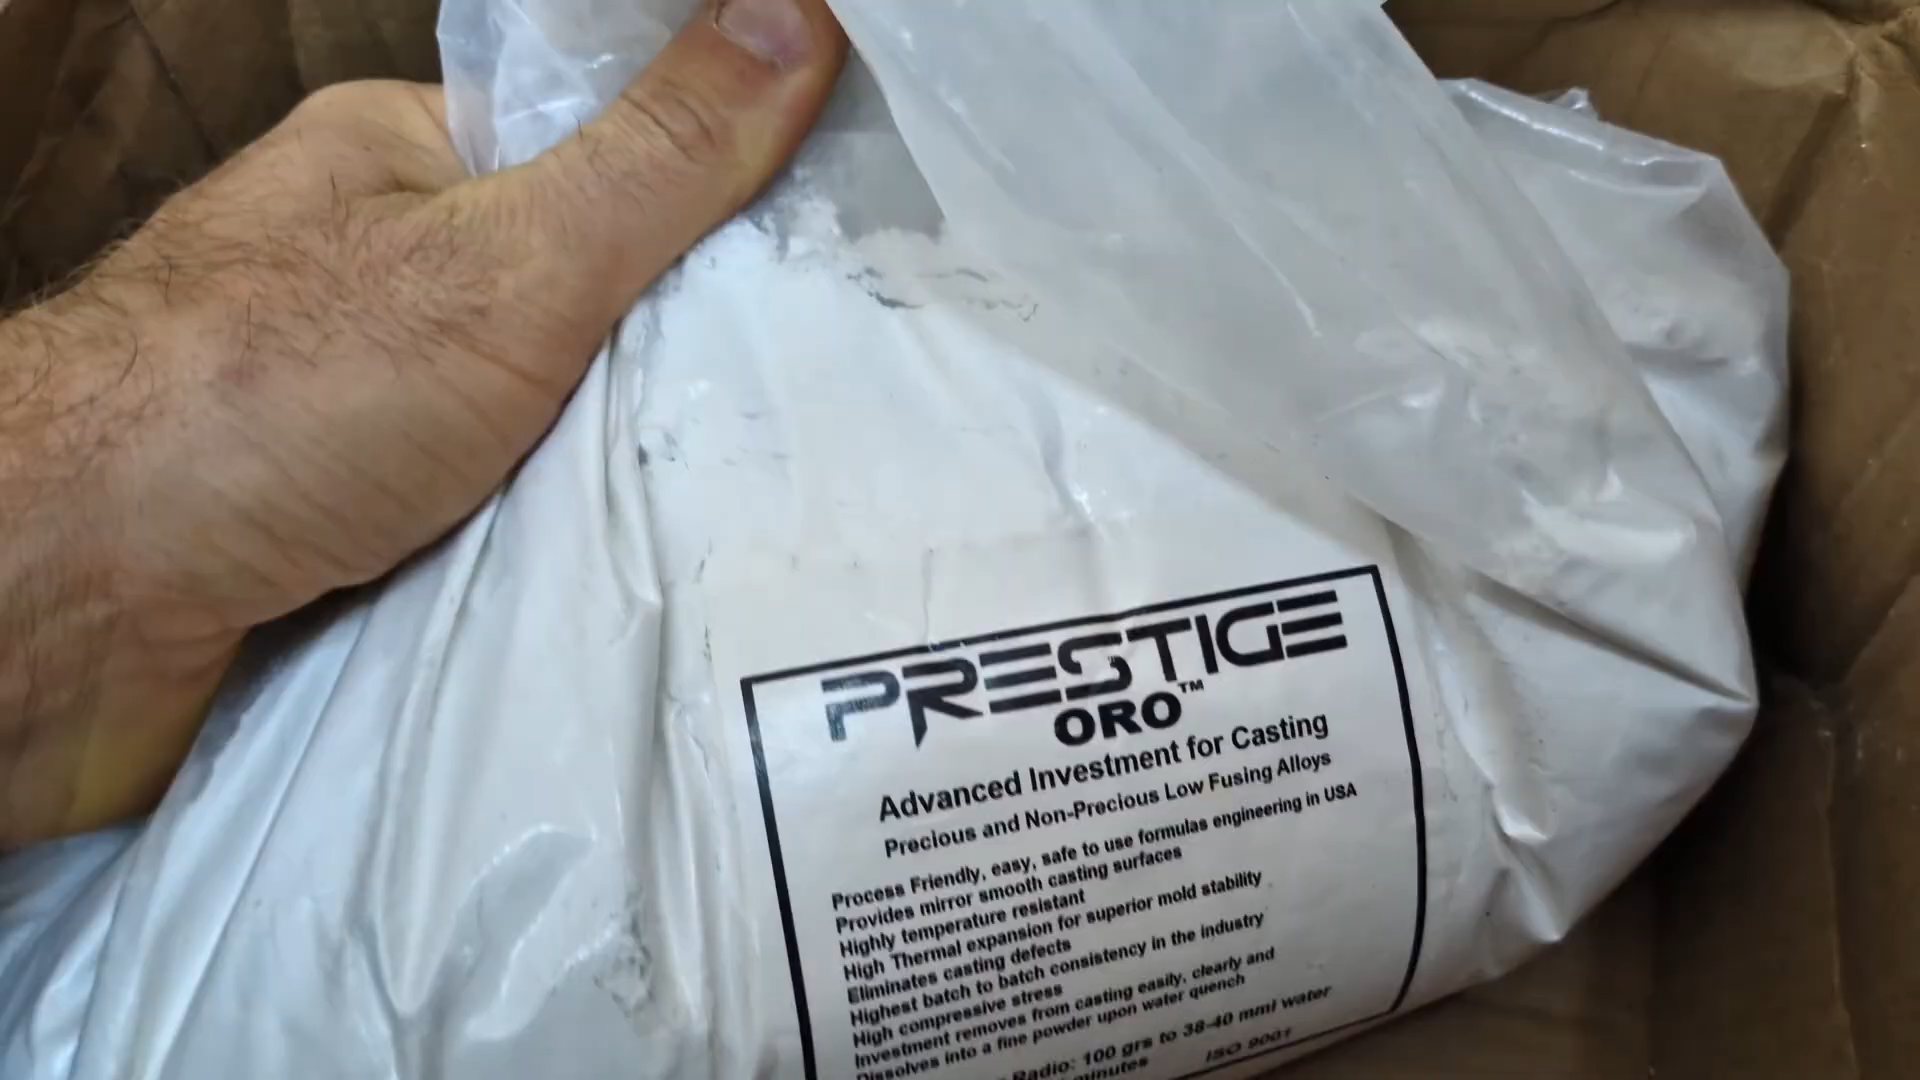 PRESTIGE
ORO™
Advanced Investment for Casting
Precious and Non-Precious Low Fusing Alloys
Process Friendly, easy, safe to use formulas engineering in USA
Provides mirror smooth casting surfaces
Highly temperature resistant
High Thermal expansion for superior mold stability
Eliminates casting defects
Highest batch to batch consistency in the industry
High compressive stress
Investment removes from casting easily, clearly and
Dissolves into a fine powder upon water quench
Radio: 100 grs to 38-40 mml water
minutes
ISO 9001